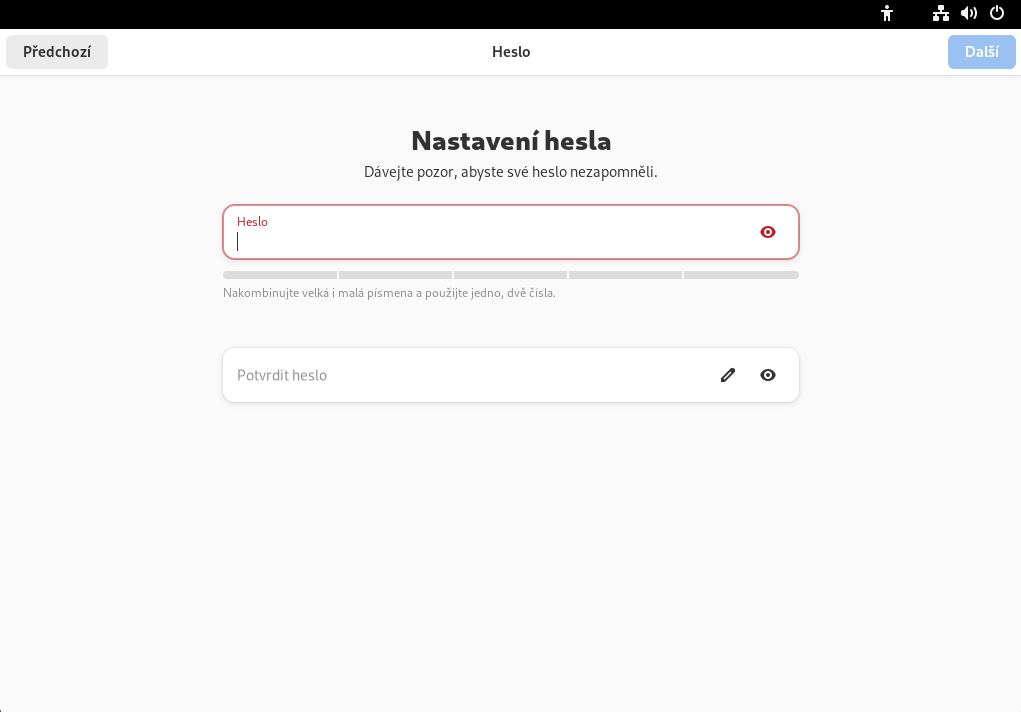 Předchozí
Heslo
Další
Nastavení hesla
Dávejte pozor, abyste své heslo nezapomněli.
Heslo
Nakombinujte velká i malá písmena a použijte jedno, dvě čísla.
Potvrdit heslo